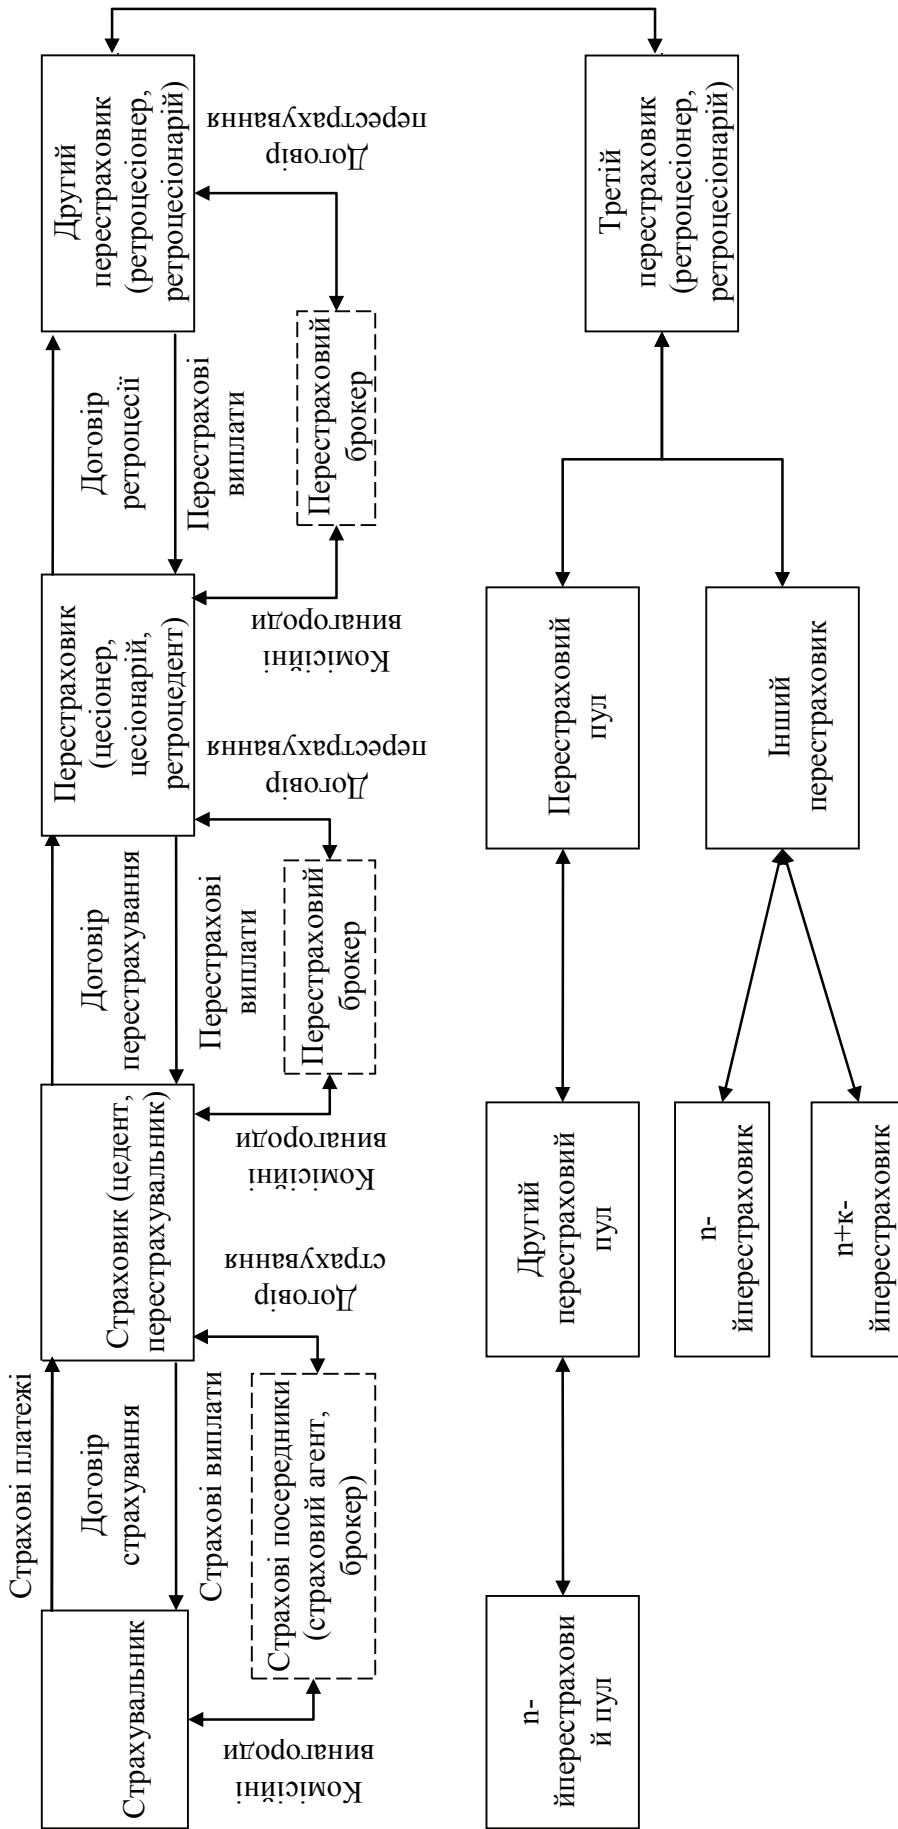 Страхувальник
Страхові платежі
Договір
страхування
Страхові виплати
Страхові посередники
(страховий агент,
брокер)
Комісійні
винагороди
Договір
страхування
Страховик (цедент,
перестрахувальник)
Договір
перестрахування
Перестрахові
виплати
Перестраховий
брокер
Комісійні
винагороди
Договір
перестрахування
Перестраховик
(цесіонер,
цесіонарій,
ретроцедент)
Договір
ретроцесії
Перестрахові
виплати
Перестраховий
брокер
Комісійні
винагороди
Договір
перестрахування
Другий
перестраховик
(ретроцесіонер,
ретроцесіонарій)
n-
йперестрахови
й пул
Другий
перестраховий
пул
Перестраховий
пул
Третій
перестраховик
(ретроцесіонер,
ретроцесіонарій)
n-
йперестраховик
n+к-
йперестраховик
Інший
перестраховик